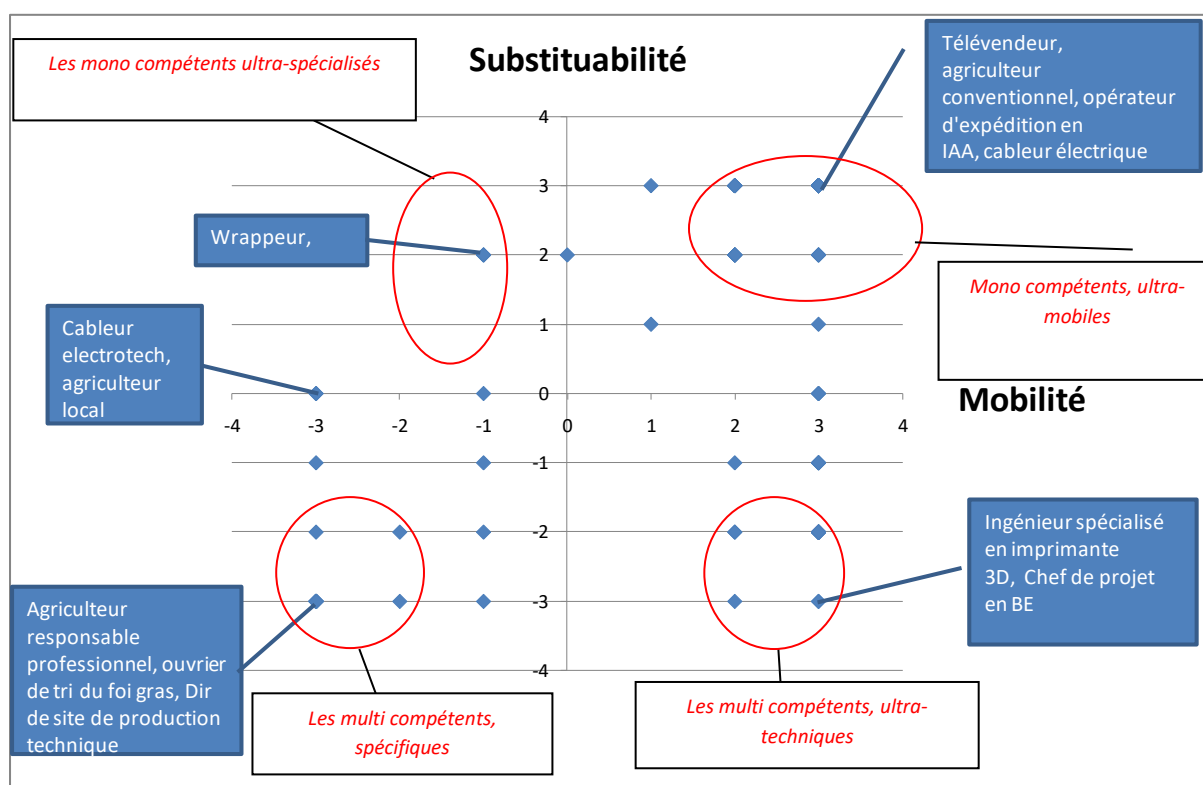 Les mono compétents ultra-spécialisés
Substituabilité
Télévendeur,
agriculteur
conventionnel, opérateur
d'expédition en
IAA, cableur électrique
4
3
2
1
0
-1
-2
-3
-4
Wrappeur,
Mono compétents, ultra-
mobiles
Cableur
electrotech,
agriculteur
local
Mobilité
-4 -3 -2 -1 0 1 2 3 4
Ingénieur spécialisé
en imprimante
3D, Chef de projet
en BE
Agriculteur
responsable
professionnel, ouvrier
de tri du foi gras, Dir
de site de production
technique
Les multi compétents,
spécifiques
Les multi compétents, ultra-
techniques